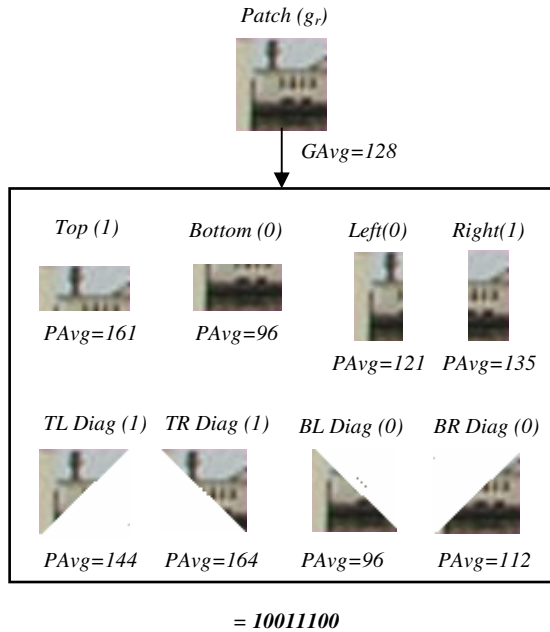 Patch (gr)
GAvg=128
Top (1) Bottom (0) Left(0) Right(1)
PAvg=161 PAvg=96 PAvg=121 PAvg=135
TL Diag (1) TR Diag (1) BL Diag (0) BR Diag (0)
PAvg=144 PAvg=164 PAvg=96 PAvg=112
= 10011100